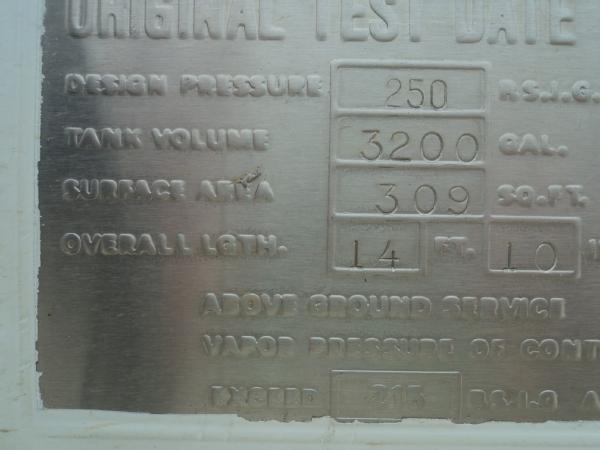 ORIGINAL TEST DATE
DESIGN PRESSURE 250 P.S.I.G.
TANK VOLUME 3200 GAL.
SURFACE AREA 309 SQ.FT.
OVERALL LGTH. 14 FT. 10
ABOVE GROUND SERVICE
VAPOR PRESSURE OF CONT
EXCEED 215 P.S.I.G A